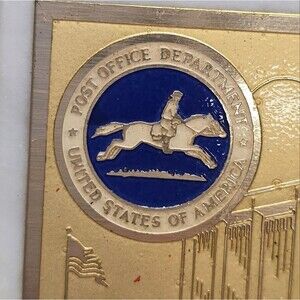 POST OFFICE DEPARTMENT
UNITED STATES OF AMERICA